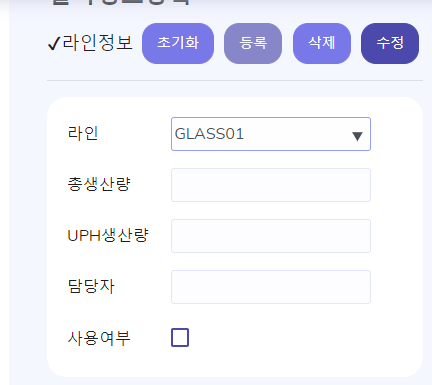 ✓라인정보 초기화 등록 삭제 수정
라인 GLASS01
총생산량
UPH생산량
담당자
사용여부